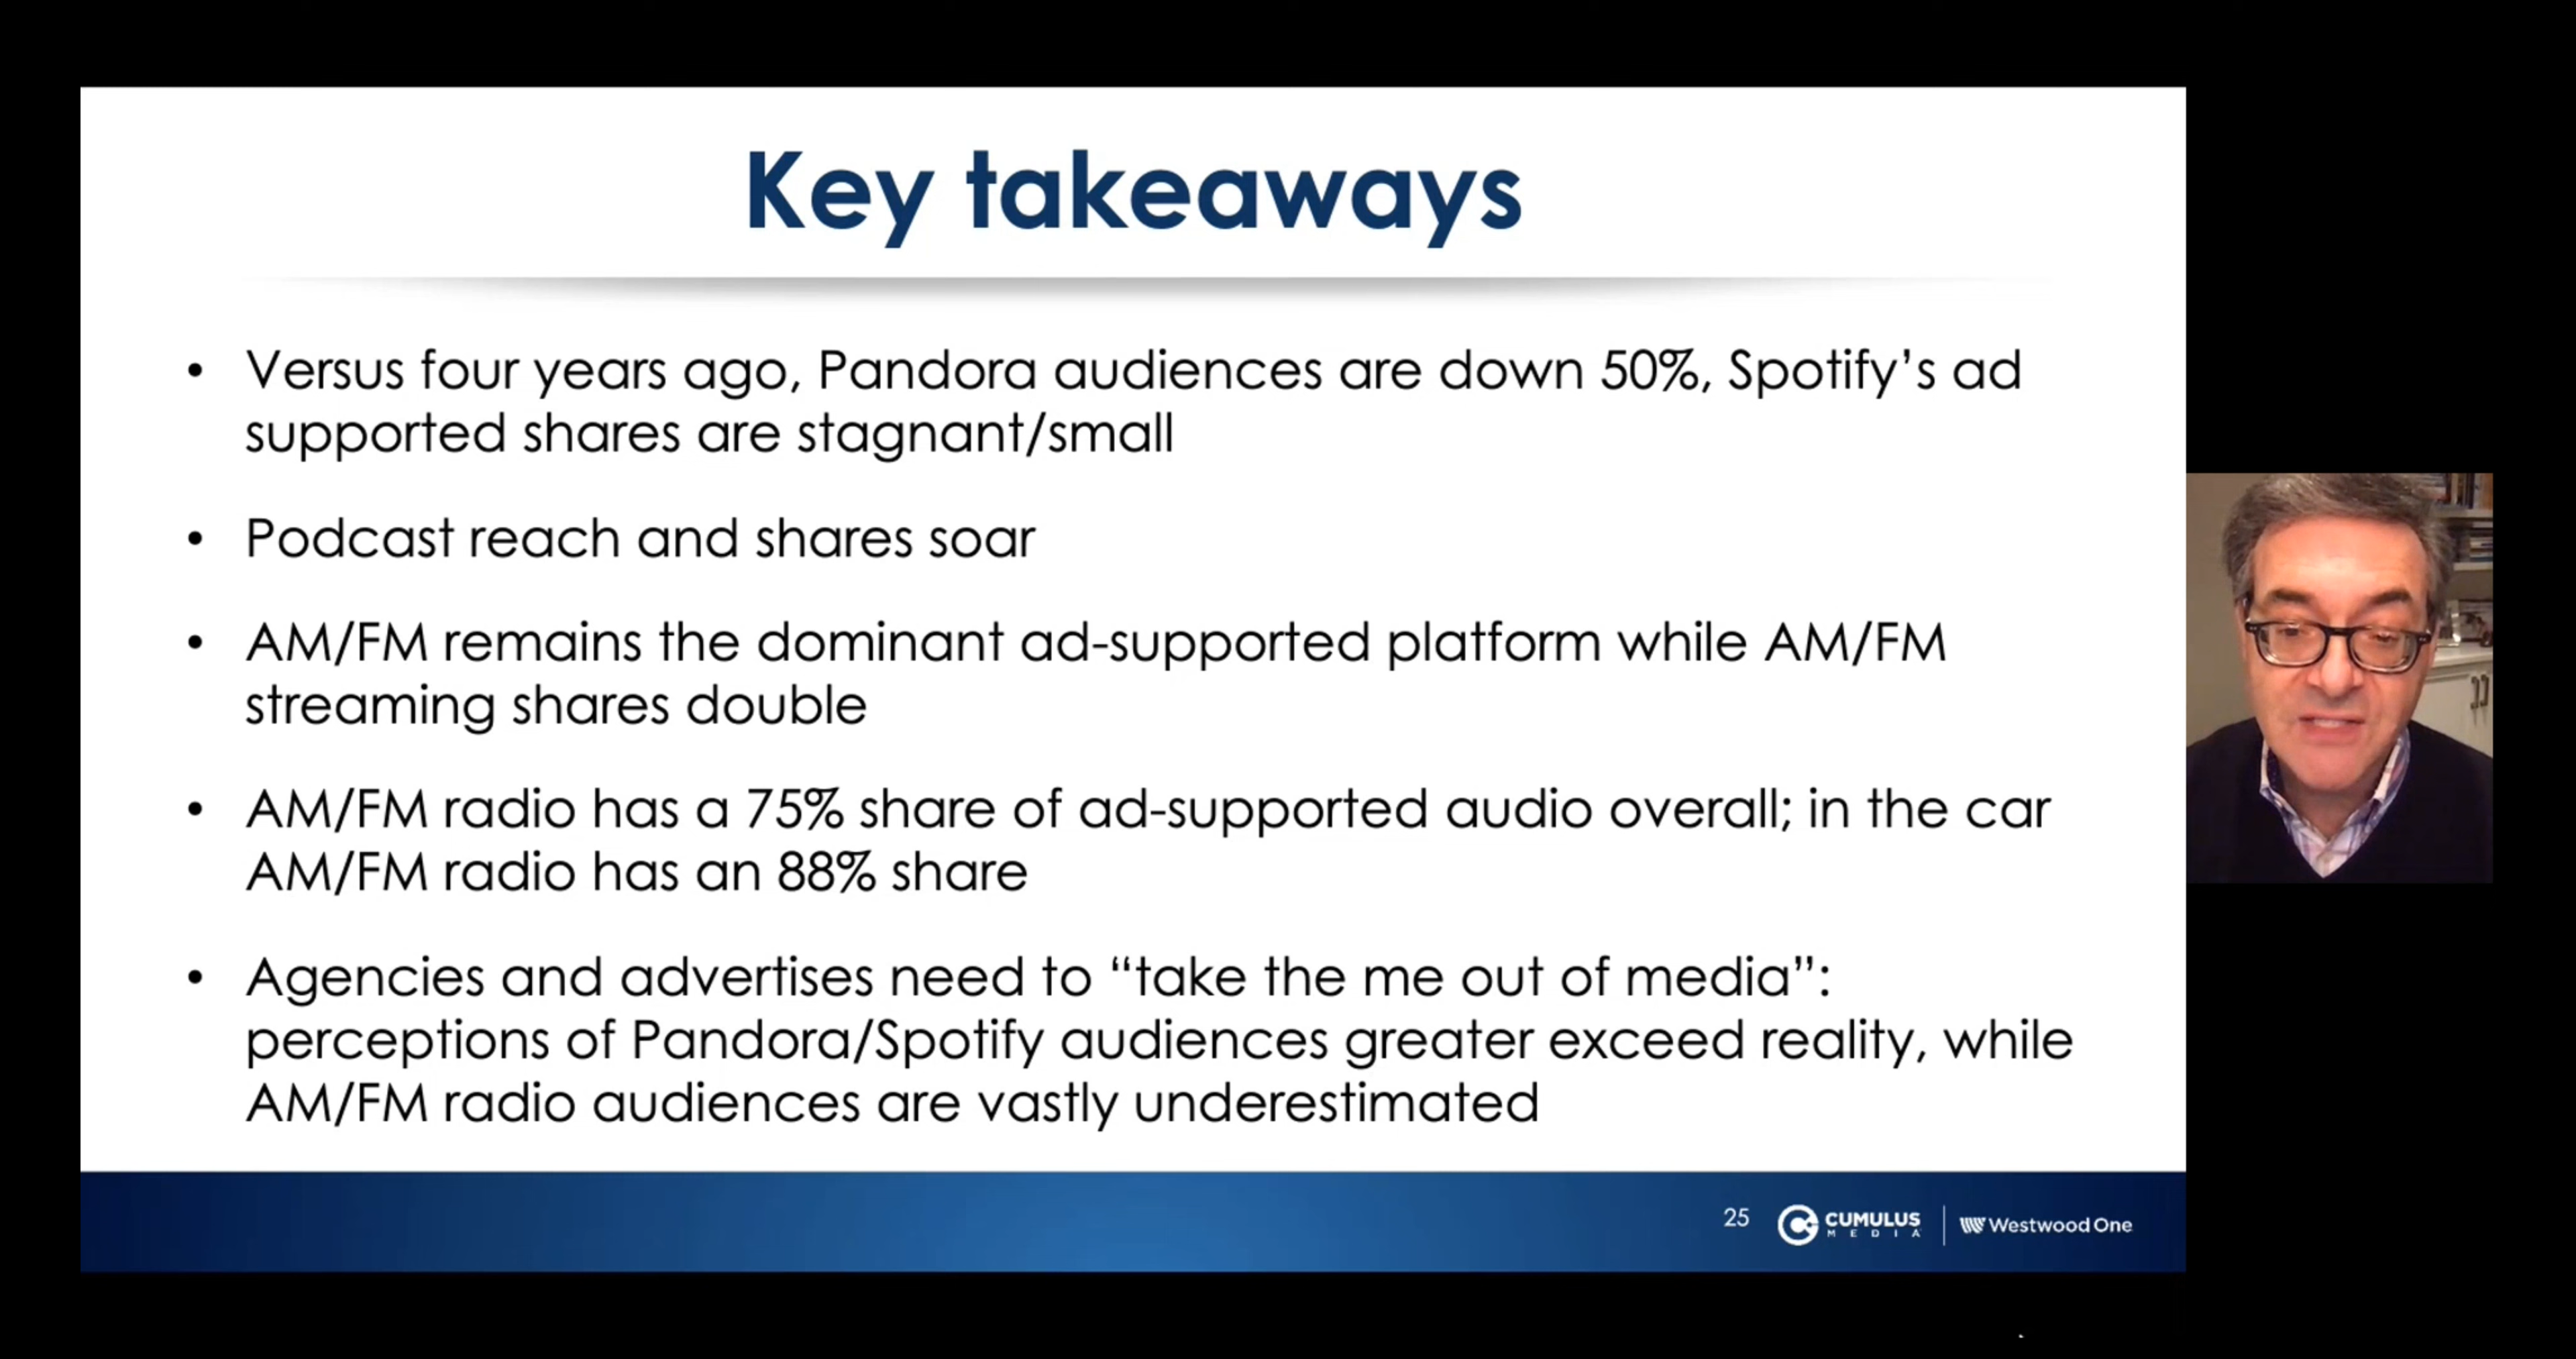 Key takeaways
• Versus four years ago, Pandora audiences are down 50%, Spotify’s ad
supported shares are stagnant/small
• Podcast reach and shares soar
• AM/FM remains the dominant ad-supported platform while AM/FM
streaming shares double
• AM/FM radio has a 75% share of ad-supported audio overall; in the car
AM/FM radio has an 88% share
• Agencies and advertises need to “take the me out of media”:
perceptions of Pandora/Spotify audiences greater exceed reality, while
AM/FM radio audiences are vastly underestimated
25
CUMULUS
MEDIA
Westwood One